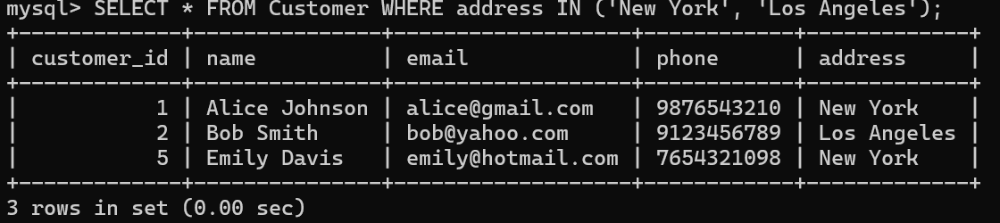 mysql> SELECT * FROM Customer WHERE address IN ('New York', 'Los Angeles');
+-------------+---------------+-------------------+------------+-------------+
| customer_id | name          | email             | phone      | address     |
+-------------+---------------+-------------------+------------+-------------+
|           1 | Alice Johnson | alice@gmail.com   | 9876543210 | New York    |
|           2 | Bob Smith     | bob@yahoo.com     | 9123456789 | Los Angeles |
|           5 | Emily Davis   | emily@hotmail.com | 7654321098 | New York    |
+-------------+---------------+-------------------+------------+-------------+
3 rows in set (0.00 sec)